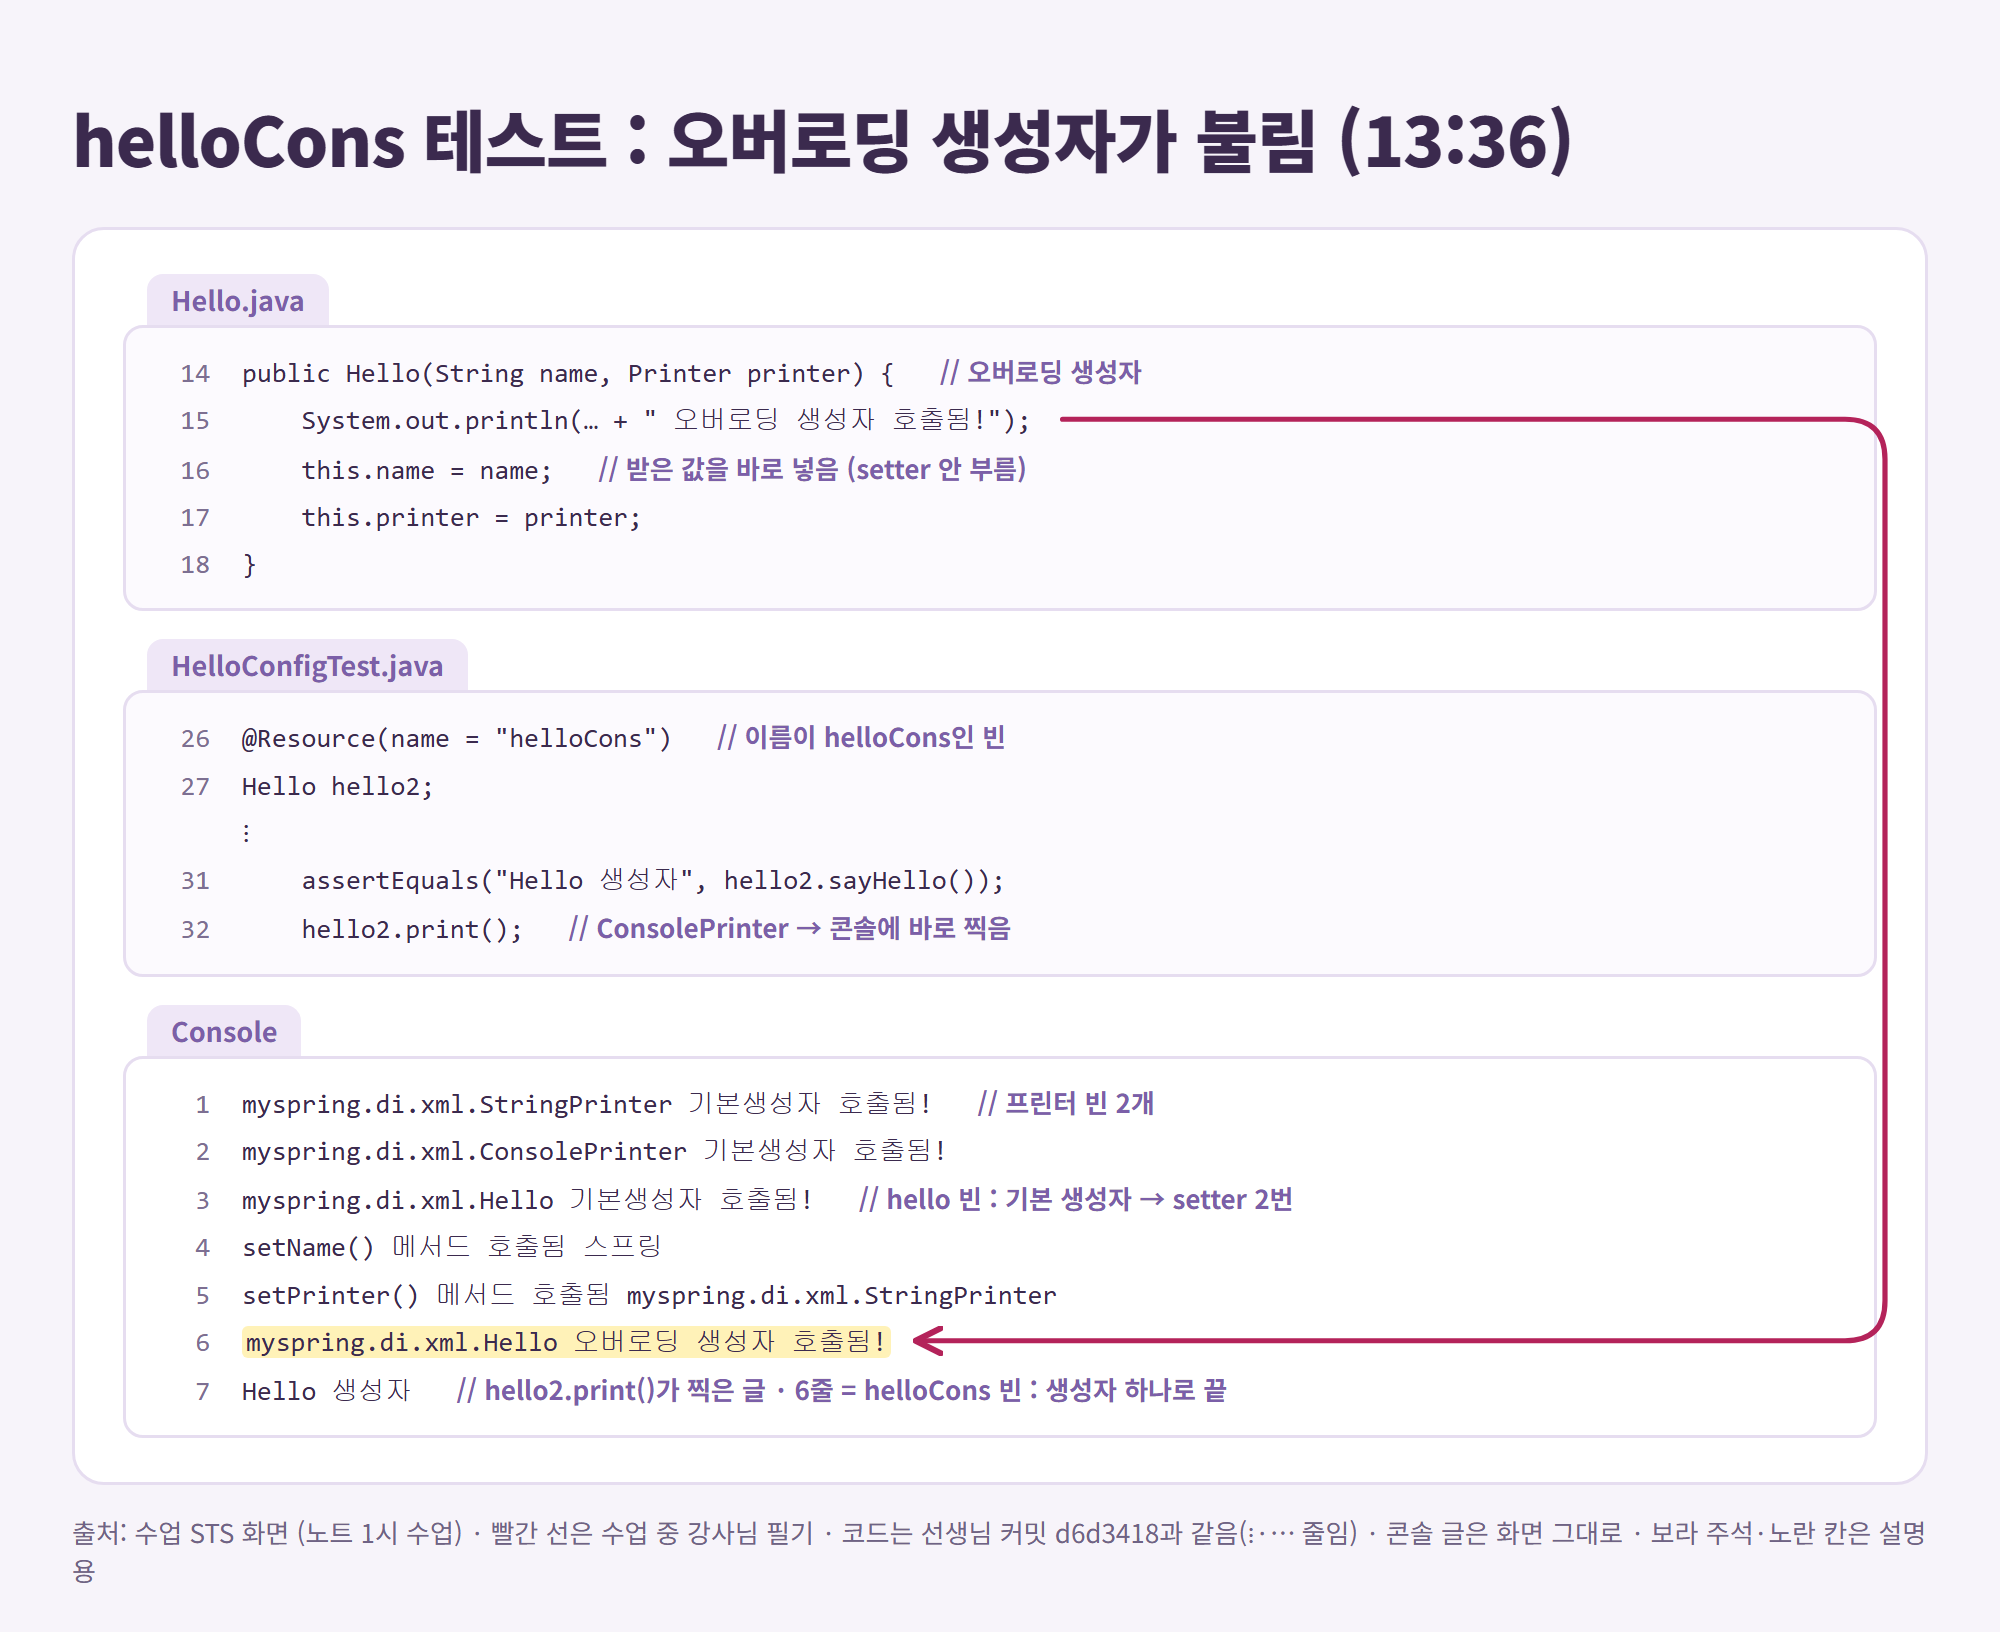 helloCons 테스트 : 오버로딩 생성자가 불림 (13:36)
Hello.java
14 public Hello(String name, Printer printer) { // 오버로딩 생성자
15 System.out.println(… + " 오버로딩 생성자 호출됨!");
16 this.name = name; // 받은 값을 바로 넣음 (setter 안 부름)
17 this.printer = printer;
18 }
HelloConfigTest.java
26 @Resource(name = "helloCons") // 이름이 helloCons인 빈
27 Hello hello2;
⋮
31 assertEquals("Hello 생성자", hello2.sayHello());
32 hello2.print(); // ConsolePrinter → 콘솔에 바로 찍음
Console
1 myspring.di.xml.StringPrinter 기본생성자 호출됨! // 프린터 빈 2개
2 myspring.di.xml.ConsolePrinter 기본생성자 호출됨!
3 myspring.di.xml.Hello 기본생성자 호출됨! // hello 빈 : 기본 생성자 → setter 2번
4 setName() 메서드 호출됨 스프링
5 setPrinter() 메서드 호출됨 myspring.di.xml.StringPrinter
6 myspring.di.xml.Hello 오버로딩 생성자 호출됨!
7 Hello 생성자 // hello2.print()가 찍은 글 · 6줄 = helloCons 빈 : 생성자 하나로 끝
출처: 수업 STS 화면 (노트 1시 수업) · 빨간 선은 수업 중 강사님 필기 · 코드는 선생님 커밋 d6d3418과 같음(⋮·… 줄임) · 콘솔 글은 화면 그대로 · 보라 주석·노란 칸은 설명
용